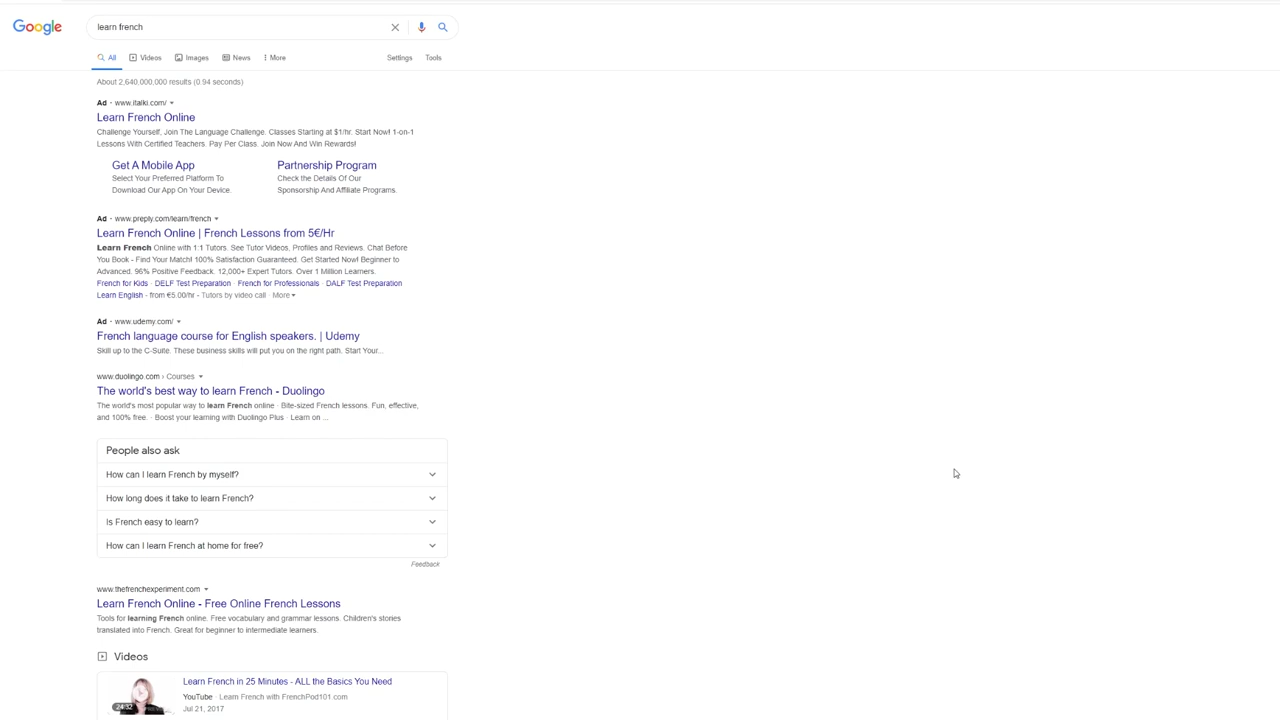 Google
learn french
All Videos Images News More Settings Tools
About 2,640,000,000 results (0.94 seconds)
Ad · www.italki.com/
Learn French Online
Challenge Yourself, Join The Language Challenge. Classes Starting at $1/hr. Start Now! 1-on-1
Lessons With Certified Teachers. Pay Per Class. Join Now And Win Rewards!
Get A Mobile App
Select Your Preferred Platform To
Download Our App On Your Device.
Partnership Program
Check the Details Of Our
Sponsorship And Affiliate Programs.
Ad · www.preply.com/learn/french
Learn French Online | French Lessons from 5€/Hr
Learn French Online with 1:1 Tutors. See Tutor Videos, Profiles and Reviews. Chat Before
You Book - Find Your Match! 100% Satisfaction Guaranteed. Get Started Now! Beginner to
Advanced. 96% Positive Feedback. 12,000+ Expert Tutors. Over 1 Million Learners.
French for Kids · DELF Test Preparation · French for Professionals · DALF Test Preparation
Learn English - from €5.00/hr - Tutors by video call · More
Ad · www.udemy.com/
French language course for English speakers. | Udemy
Skill up to the C-Suite. These business skills will put you on the right path. Start Your...
www.duolingo.com › Courses
The world's best way to learn French - Duolingo
The world's most popular way to learn French online · Bite-sized French lessons. Fun, effective,
and 100% free. · Boost your learning with Duolingo Plus · Learn on ...
People also ask
How can I learn French by myself?
How long does it take to learn French?
Is French easy to learn?
How can I learn French at home for free?
Feedback
www.thefrenchexperiment.com
Learn French Online - Free Online French Lessons
Tools for learning French online. Free vocabulary and grammar lessons. Children's stories
translated into French. Great for beginner to intermediate learners.
Videos
Learn French in 25 Minutes - ALL the Basics You Need
YouTube · Learn French with FrenchPod101.com
24:32
Jul 21, 2017